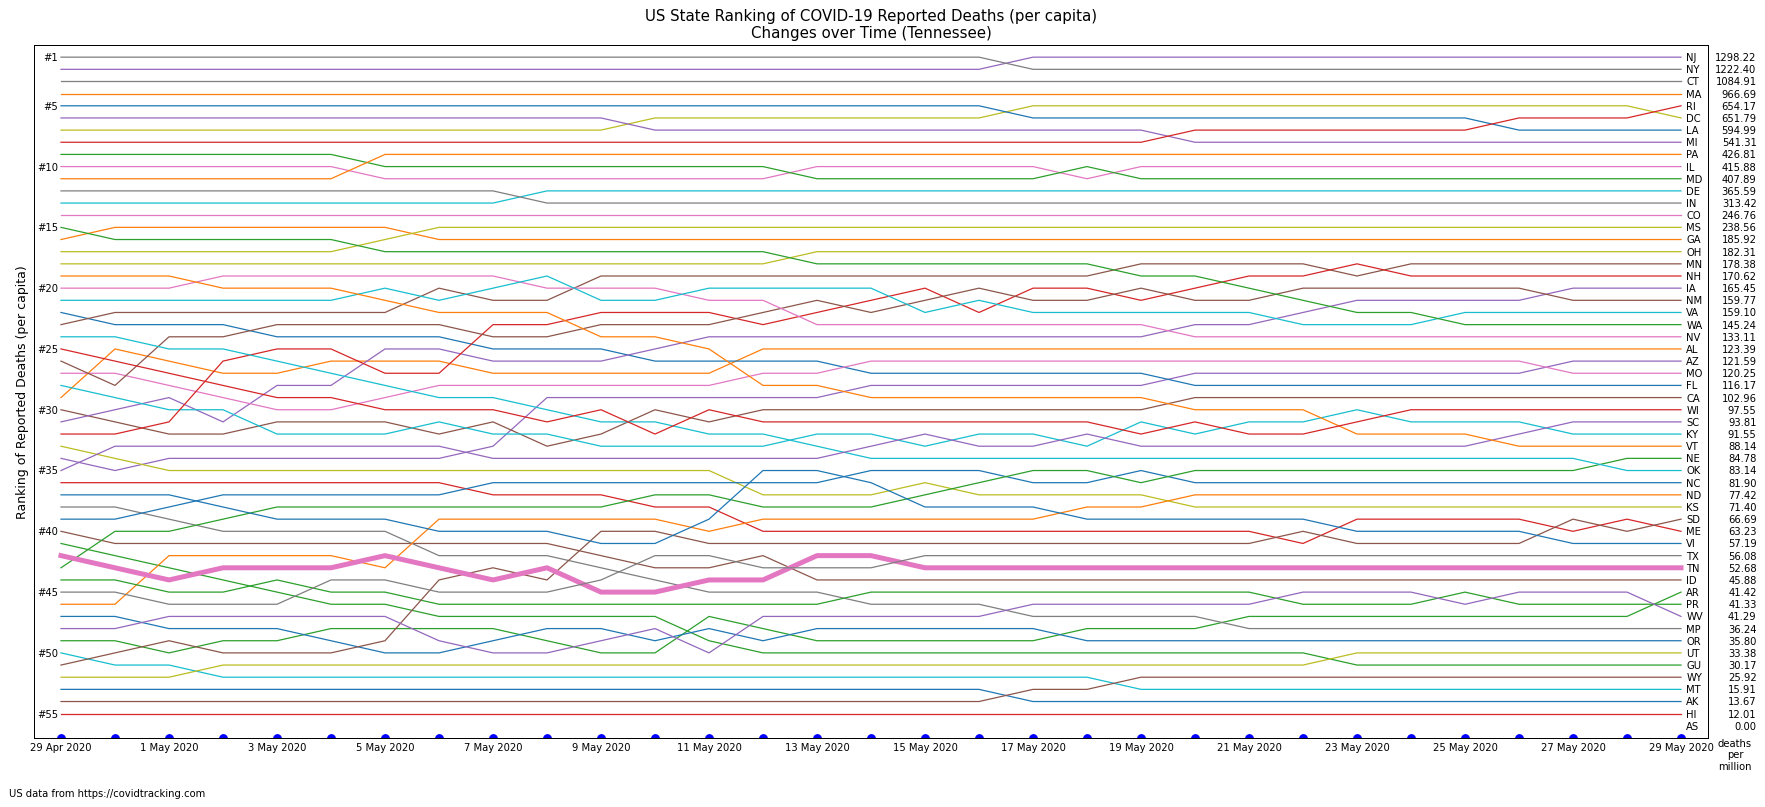 US State Ranking of COVID-19 Reported Deaths (per capita)
Changes over Time (Tennessee)
Ranking of Reported Deaths (per capita)
#1
#5
#10
#15
#20
#25
#30
#35
#40
#45
#50
#55
NJ 1298.22
NY 1222.40
CT 1084.91
MA 966.69
RI 654.17
DC 651.79
LA 594.99
MI 541.31
PA 426.81
IL 415.88
MD 407.89
DE 365.59
IN 313.42
CO 246.76
MS 238.56
GA 185.92
OH 182.31
MN 178.38
NH 170.62
IA 165.45
NM 159.77
VA 159.10
WA 145.24
NV 133.11
AL 123.39
AZ 121.59
MO 120.25
FL 116.17
CA 102.96
WI 97.55
SC 93.81
KY 91.55
VT 88.14
NE 84.78
OK 83.14
NC 81.90
ND 77.42
KS 71.40
SD 66.69
ME 63.23
VI 57.19
TX 56.08
TN 52.68
ID 45.88
AR 41.42
PR 41.33
WV 41.29
MP 36.24
OR 35.80
UT 33.38
GU 30.17
WY 25.92
MT 15.91
AK 13.67
HI 12.01
AS 0.00
29 Apr 2020 1 May 2020 3 May 2020 5 May 2020 7 May 2020 9 May 2020 11 May 2020 13 May 2020 15 May 2020 17 May 2020 19 May 2020 21 May 2020 23 May 2020 25 May 2020 27 May 2020 29 May 2020
deaths
per
million
US data from https://covidtracking.com